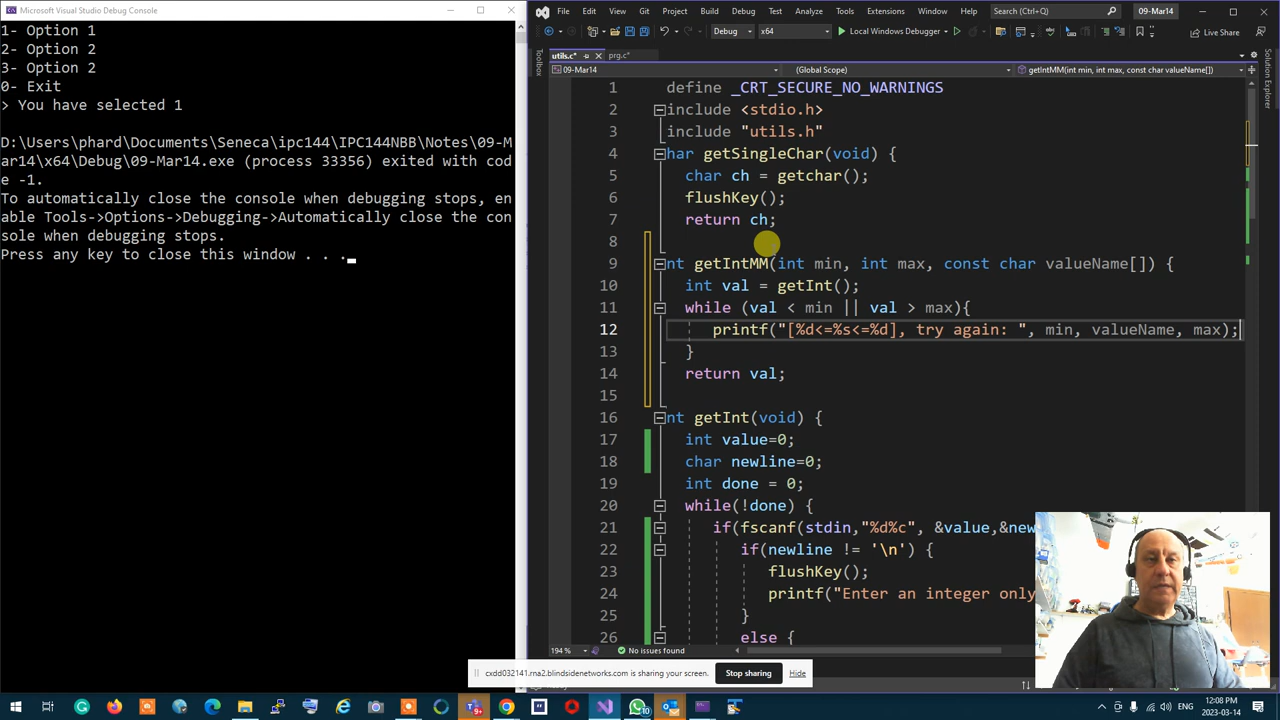 Microsoft Visual Studio Debug Console
1- Option 1
2- Option 2
3- Option 2
0- Exit
> You have selected 1
D:\Users\phard\Documents\Seneca\ipc144\IPC144NBB\Notes\09-M
ar14\x64\Debug\09-Mar14.exe (process 33356) exited with cod
e -1.
To automatically close the console when debugging stops, en
able Tools->Options->Debugging->Automatically close the con
sole when debugging stops.
Press any key to close this window . . .
File Edit View Git Project Build Debug Test Analyze Tools Extensions Window Help Search (Ctrl+Q) 09-Mar14
Debug x64 Local Windows Debugger Live Share
Toolbox
Solution Explorer
utils.c* prg.c*
09-Mar14 (Global Scope) getIntMM(int min, int max, const char valueName[])
1 define _CRT_SECURE_NO_WARNINGS
2 include <stdio.h>
3 include "utils.h"
4 har getSingleChar(void) {
5 char ch = getchar();
6 flushKey();
7 return ch;
8
9 nt getIntMM(int min, int max, const char valueName[]) {
10 int val = getInt();
11 while (val < min || val > max){
12 printf("[%d<=%s<=%d], try again: ", min, valueName, max);
13 }
14 return val;
15
16 nt getInt(void) {
17 int value=0;
18 char newline=0;
19 int done = 0;
20 while(!done) {
21 if(fscanf(stdin,"%d%c", &value,&new
22 if(newline != '\n') {
23 flushKey();
24 printf("Enter an integer only
25 }
26 else {
194 % No issues found
cxdd032141.rna2.blindsidenetworks.com is sharing your screen. Stop sharing Hide
12:08 PM
2023-03-14
ENG